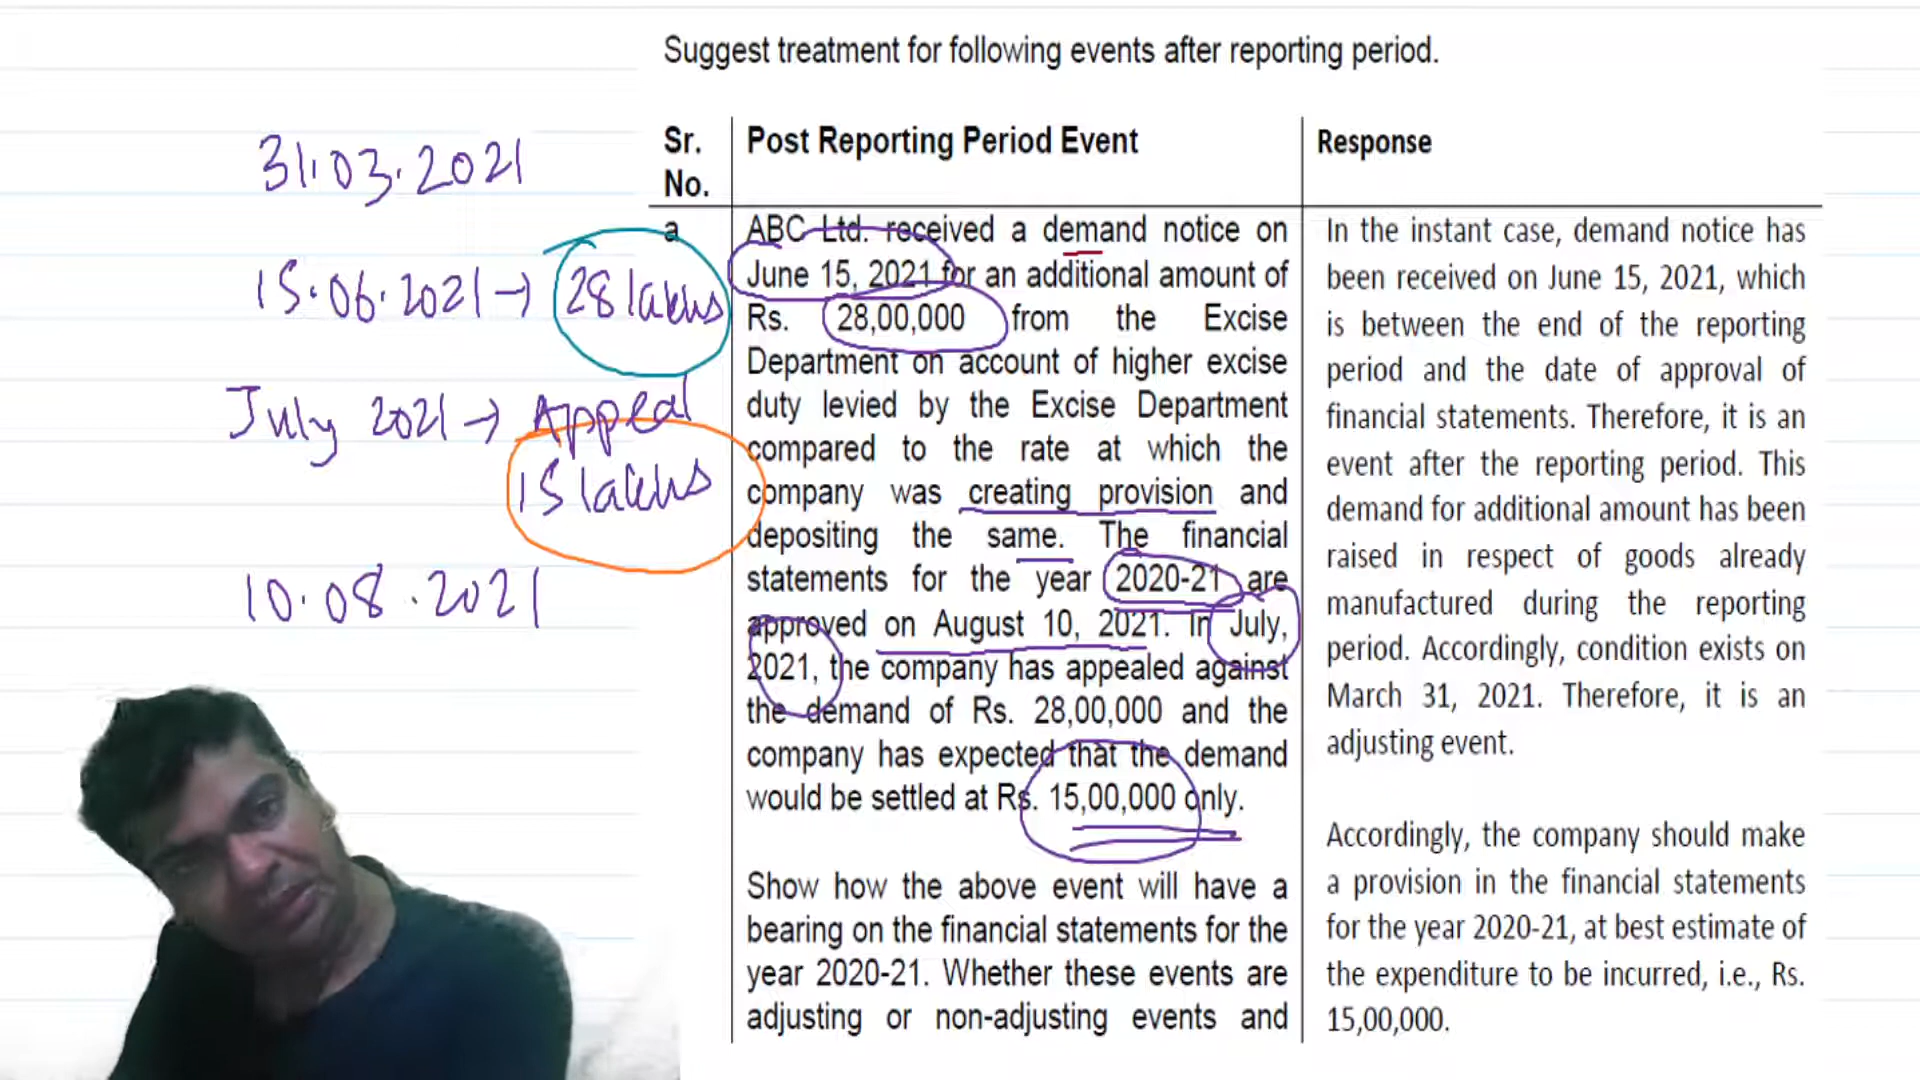 Suggest treatment for following events after reporting period.
31.03.2021
15.06.2021 → 28 lakhs
July 2021 → Appeal
15 lakhs
10.08.2021
Sr.
No.
Post Reporting Period Event
Response
a
ABC Ltd. received a demand notice on
June 15, 2021 for an additional amount of
Rs. 28,00,000 from the Excise
Department on account of higher excise
duty levied by the Excise Department
compared to the rate at which the
company was creating provision and
depositing the same. The financial
statements for the year 2020-21 are
approved on August 10, 2021. In July,
2021, the company has appealed against
the demand of Rs. 28,00,000 and the
company has expected that the demand
would be settled at Rs. 15,00,000 only.
Show how the above event will have a
bearing on the financial statements for the
year 2020-21. Whether these events are
adjusting or non-adjusting events and
In the instant case, demand notice has
been received on June 15, 2021, which
is between the end of the reporting
period and the date of approval of
financial statements. Therefore, it is an
event after the reporting period. This
demand for additional amount has been
raised in respect of goods already
manufactured during the reporting
period. Accordingly, condition exists on
March 31, 2021. Therefore, it is an
adjusting event.
Accordingly, the company should make
a provision in the financial statements
for the year 2020-21, at best estimate of
the expenditure to be incurred, i.e., Rs.
15,00,000.